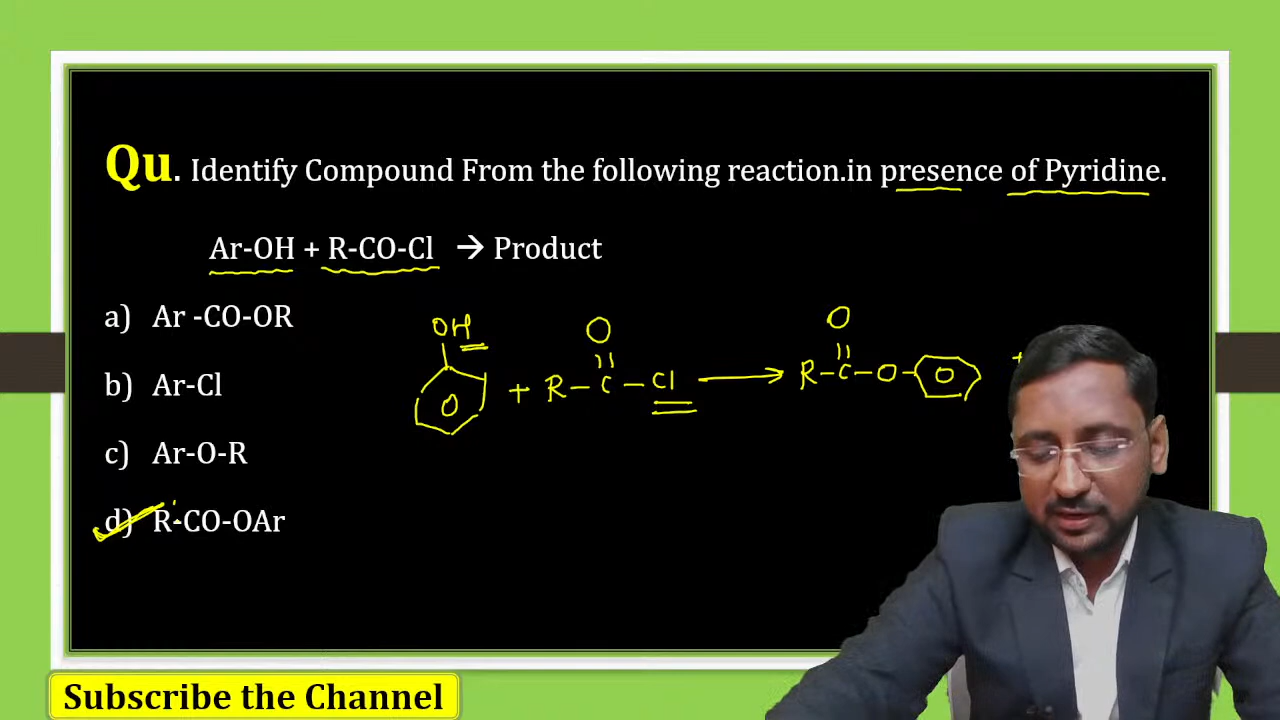 Qu. Identify Compound From the following reaction.in presence of Pyridine.
Ar-OH + R-CO-Cl → Product
a) Ar -CO-OR
b) Ar-Cl
c) Ar-O-R
d) R-CO-OAr
OH O O
+ R-C-Cl → R-C-O- +
Subscribe the Channel